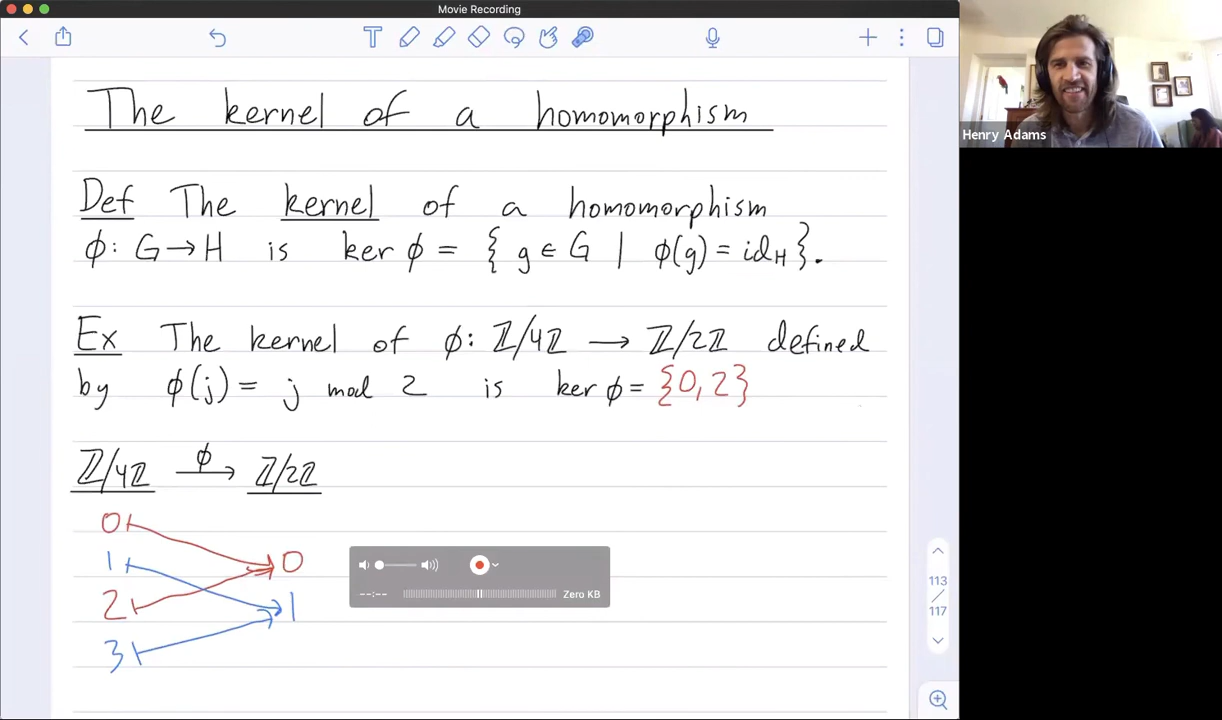 Movie Recording
The kernel of a homomorphism
Henry Adams
Def The kernel of a homomorphism
ϕ: G→H is ker ϕ = { g ∈ G | ϕ(g) = id_H }.
Ex The kernel of ϕ: ℤ/4ℤ → ℤ/2ℤ defined
by ϕ(j) = j mod 2 is ker ϕ = {0, 2}
ℤ/4ℤ ϕ→ ℤ/2ℤ
0
1
2
3
0
1
--:-- Zero KB
113
/
117